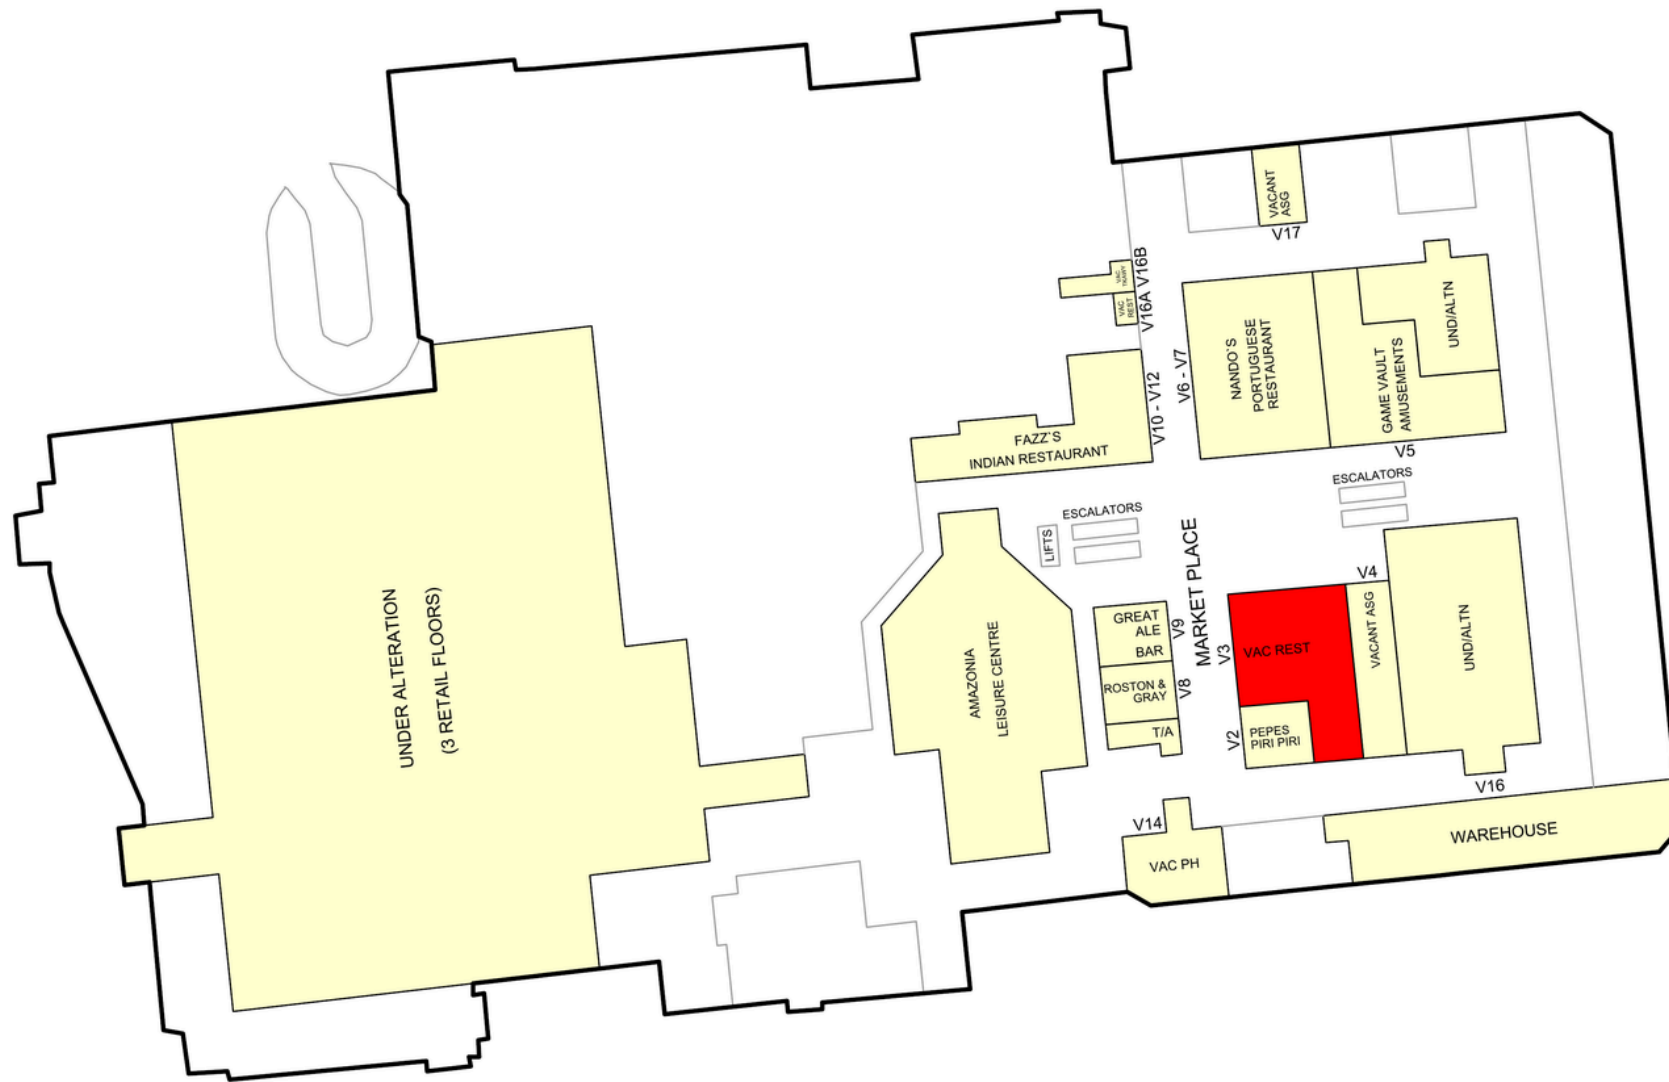 VACANT
ASG
V17
VAC
TKAWY
V16B
VAC
REST
V16A
NANDO`S
PORTUGUESE
RESTAURANT
V6 - V7
UND/ALTN
GAME VAULT
AMUSEMENTS
V5
V10 - V12
FAZZ`S
INDIAN RESTAURANT
ESCALATORS
ESCALATORS
LIFTS
MARKET PLACE
UNDER ALTERATION
(3 RETAIL FLOORS)
AMAZONIA
LEISURE CENTRE
GREAT
ALE
BAR
V9
ROSTON &
GRAY
V8
T/A
V3
VAC REST
V4
VACANT ASG
UND/ALTN
V2
PEPES
PIRI PIRI
V16
V14
VAC PH
WAREHOUSE